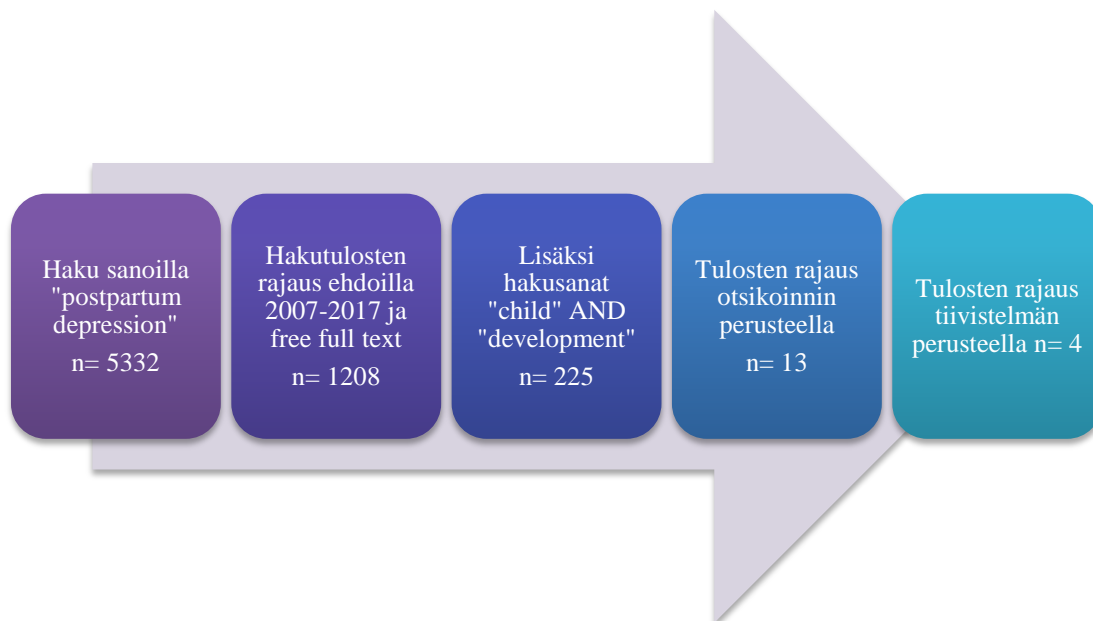 Haku sanoilla
"postpartum
depression"
n= 5332
Hakutulosten
rajaus ehdoilla
2007-2017 ja
free full text
n= 1208
Lisäksi
hakusanat
"child" AND
"development"
n= 225
Tulosten rajaus
otsikoinnin
perusteella
n= 13
Tulosten rajaus
tiivistelmän
perusteella n= 4